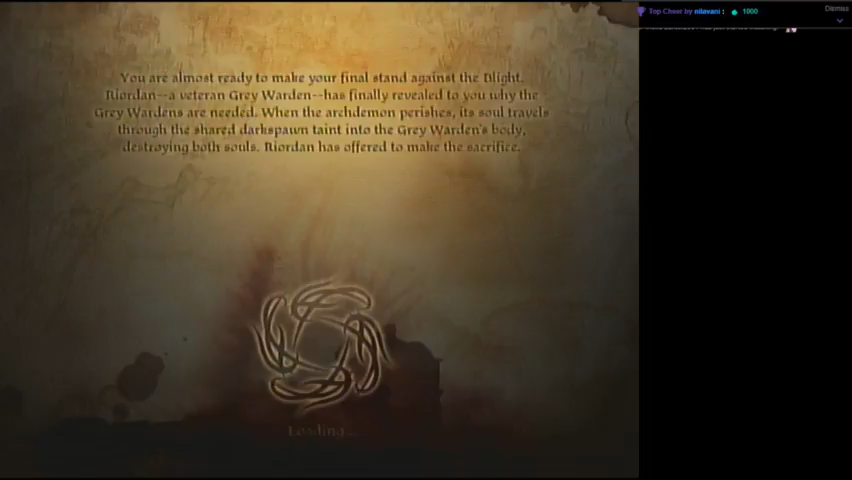 You are almost ready to make your final stand against the Blight.
Riordan--a veteran Grey Warden--has finally revealed to you why the
Grey Wardens are needed. When the archdemon perishes, its soul travels
through the shared darkspawn taint into the Grey Warden's body,
destroying both souls. Riordan has offered to make the sacrifice.
Loading...
Top Cheer by nilavani : 1000
Dismiss